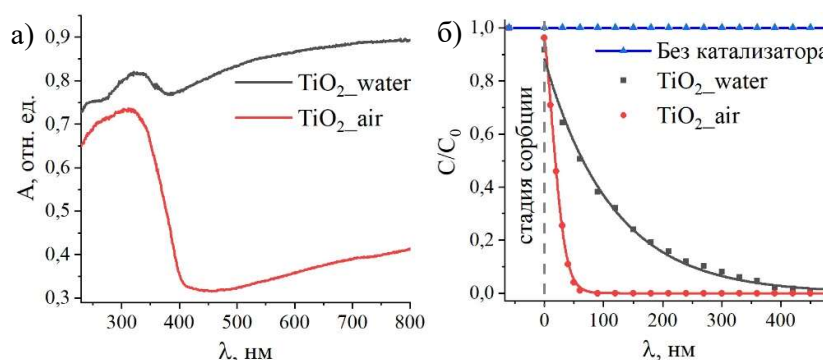 а)
A, отн. ед.
0,9
0,8
0,7
0,6
0,5
0,4
0,3
TiO₂_water
TiO₂_air
300 400 500 600 700 800
λ, нм
б)
C/C₀
1,0
0,8
0,6
0,4
0,2
0,0
стадия сорбции
Без катализатора
TiO₂_water
TiO₂_air
0 100 200 300 400
λ, нм